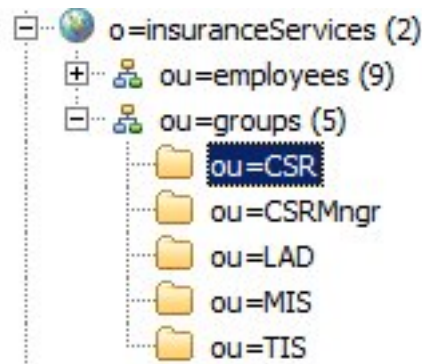 o=insuranceServices (2)
ou=employees (9)
ou=groups (5)
ou=CSR
ou=CSRMngr
ou=LAD
ou=MIS
ou=TIS